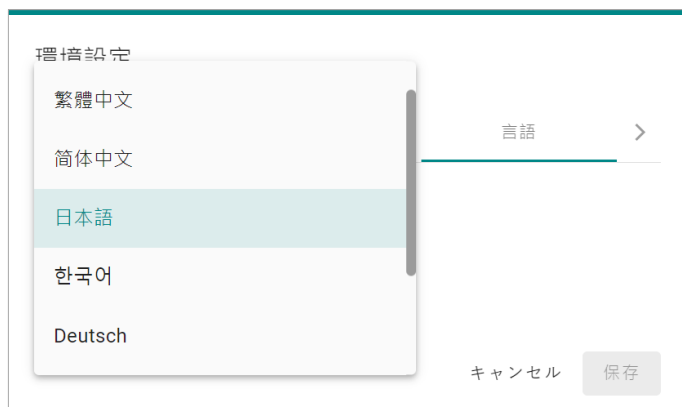 環境設定
繁體中文
言語
简体中文
日本語
한국어
Deutsch
キャンセル
保存